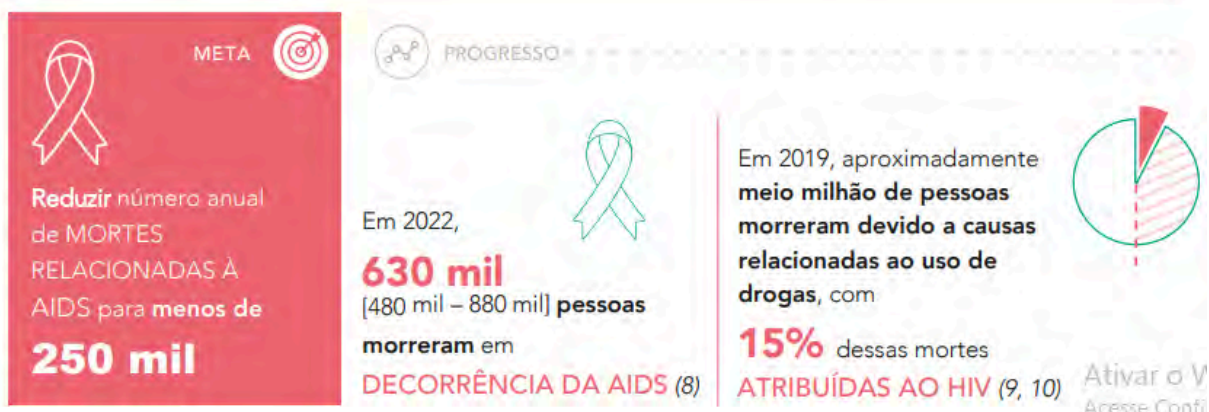 META
Reduzir número anual
de MORTES
RELACIONADAS À
AIDS para menos de
250 mil
PROGRESSO
Em 2022,
630 mil
[480 mil – 880 mil] pessoas
morreram em
DECORRÊNCIA DA AIDS (8)
Em 2019, aproximadamente
meio milhão de pessoas
morreram devido a causas
relacionadas ao uso de
drogas, com
15% dessas mortes
ATRIBUÍDAS AO HIV (9, 10)
Ativar o W
Acesse Confi